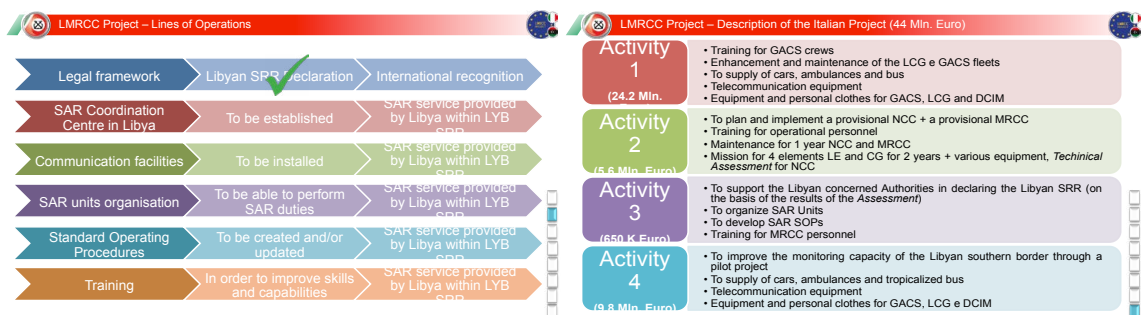 LMRCC Project – Lines of Operations
Legal framework
Libyan SRR Declaration
International recognition
SAR Coordination
Centre in Libya
To be established
SAR service provided
by Libya within LYB
SRR
Communication facilities
To be installed
SAR service provided
by Libya within LYB
SRR
SAR units organisation
To be able to perform
SAR duties
SAR service provided
by Libya within LYB
SRR
Standard Operating
Procedures
To be created and/or
updated
SAR service provided
by Libya within LYB
SRR
Training
In order to improve skills
and capabilities
SAR service provided
by Libya within LYB
SRR
LMRCC Project – Description of the Italian Project (44 Mln. Euro)
Activity
1
(24.2 Mln.
• Training for GACS crews
• Enhancement and maintenance of the LCG e GACS fleets
• To supply of cars, ambulances and bus
• Telecommunication equipment
• Equipment and personal clothes for GACS, LCG and DCIM
Activity
2
(5.6 Mln. Euro)
• To plan and implement a provisional NCC + a provisional MRCC
• Training for operational personnel
• Maintenance for 1 year NCC and MRCC
• Mission for 4 elements LE and CG for 2 years + various equipment, Techinical
Assessment for NCC
Activity
3
(650 K Euro)
• To support the Libyan concerned Authorities in declaring the Libyan SRR (on
the basis of the results of the Assessment)
• To organize SAR Units
• To develop SAR SOPs
• Training for MRCC personnel
Activity
4
(9.8 Mln. Euro)
• To improve the monitoring capacity of the Libyan southern border through a
pilot project
• To supply of cars, ambulances and tropicalized bus
• Telecommunication equipment
• Equipment and personal clothes for GACS, LCG e DCIM